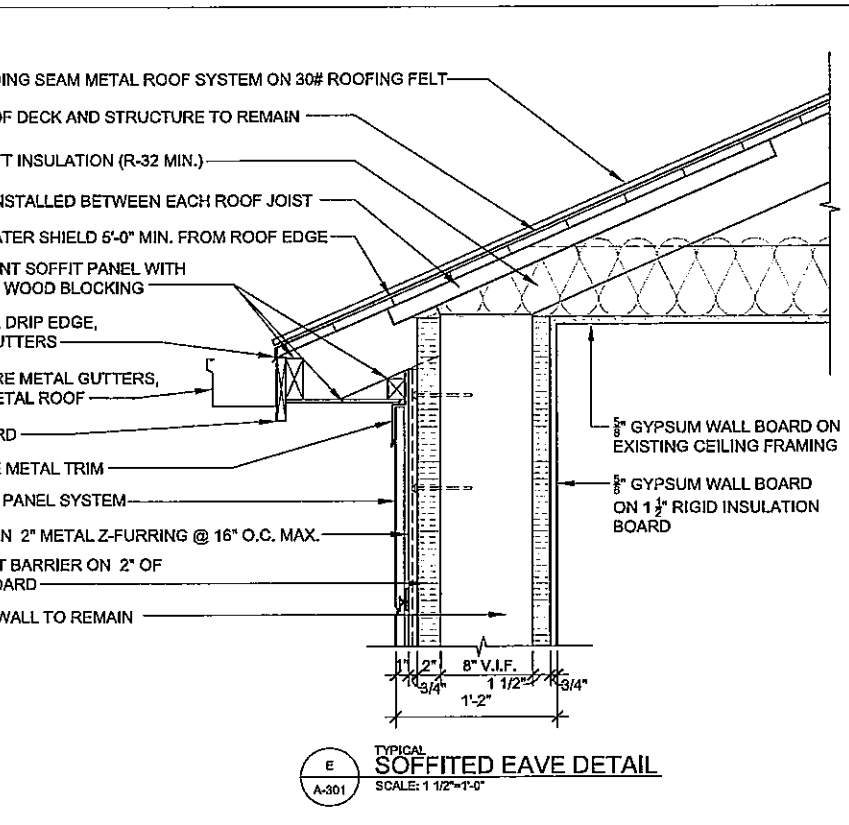 DING SEAM METAL ROOF SYSTEM ON 30# ROOFING FELT
OF DECK AND STRUCTURE TO REMAIN
T INSULATION (R-32 MIN.)
NSTALLED BETWEEN EACH ROOF JOIST
ATER SHIELD 5'-0" MIN. FROM ROOF EDGE
NT SOFFIT PANEL WITH
WOOD BLOCKING
DRIP EDGE,
UTTERS
RE METAL GUTTERS,
ETAL ROOF
RD
E METAL TRIM
PANEL SYSTEM
N 2" METAL Z-FURRING @ 16" O.C. MAX.
T BARRIER ON 2" OF
OARD
WALL TO REMAIN
5/8" GYPSUM WALL BOARD ON
EXISTING CEILING FRAMING
5/8" GYPSUM WALL BOARD
ON 1 1/2" RIGID INSULATION
BOARD
1" 2" 8" V.I.F.
3/4" 1 1/2" 3/4"
1'-2"
E
A-301
TYPICAL
SOFFITED EAVE DETAIL
SCALE: 1 1/2"=1'-0"